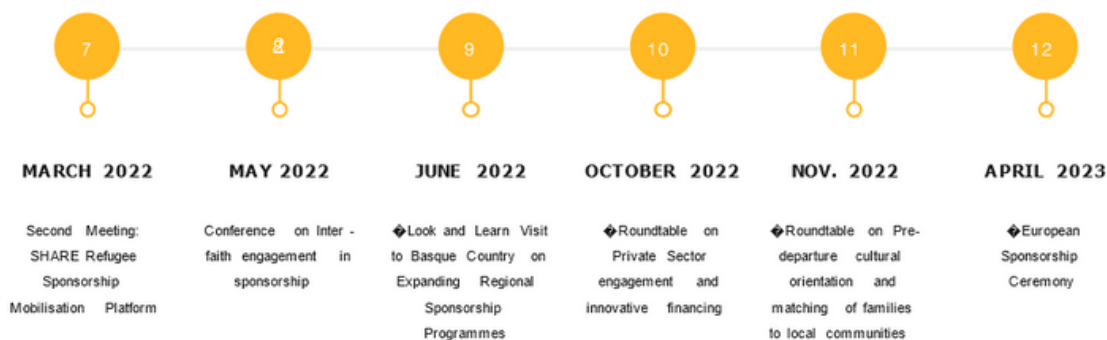 7
9
10
11
12
MARCH 2022
MAY 2022
JUNE 2022
OCTOBER 2022
NOV. 2022
APRIL 2023
Second Meeting:
SHARE Refugee
Sponsorship
Mobilisation Platform
Conference on Inter -
faith engagement in
sponsorship
�Look and Learn Visit
to Basque Country on
Expanding Regional
Sponsorship
Programmes
�Roundtable on
Private Sector
engagement and
innovative financing
�Roundtable on Pre-
departure cultural
orientation and
matching of families
to local communities
�European
Sponsorship
Ceremony